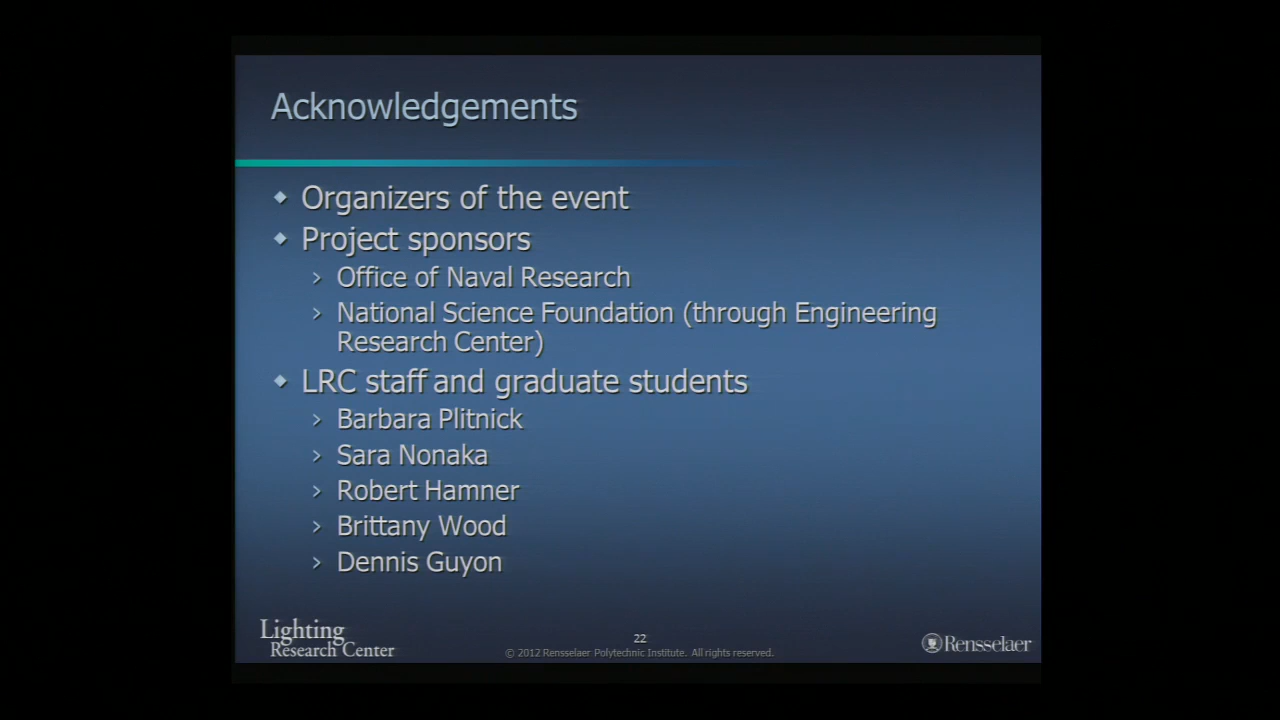 Acknowledgements
◆ Organizers of the event
◆ Project sponsors
› Office of Naval Research
› National Science Foundation (through Engineering
Research Center)
◆ LRC staff and graduate students
› Barbara Plitnick
› Sara Nonaka
› Robert Hamner
› Brittany Wood
› Dennis Guyon
Lighting
Research Center
22
© 2012 Rensselaer Polytechnic Institute. All rights reserved.
Rensselaer